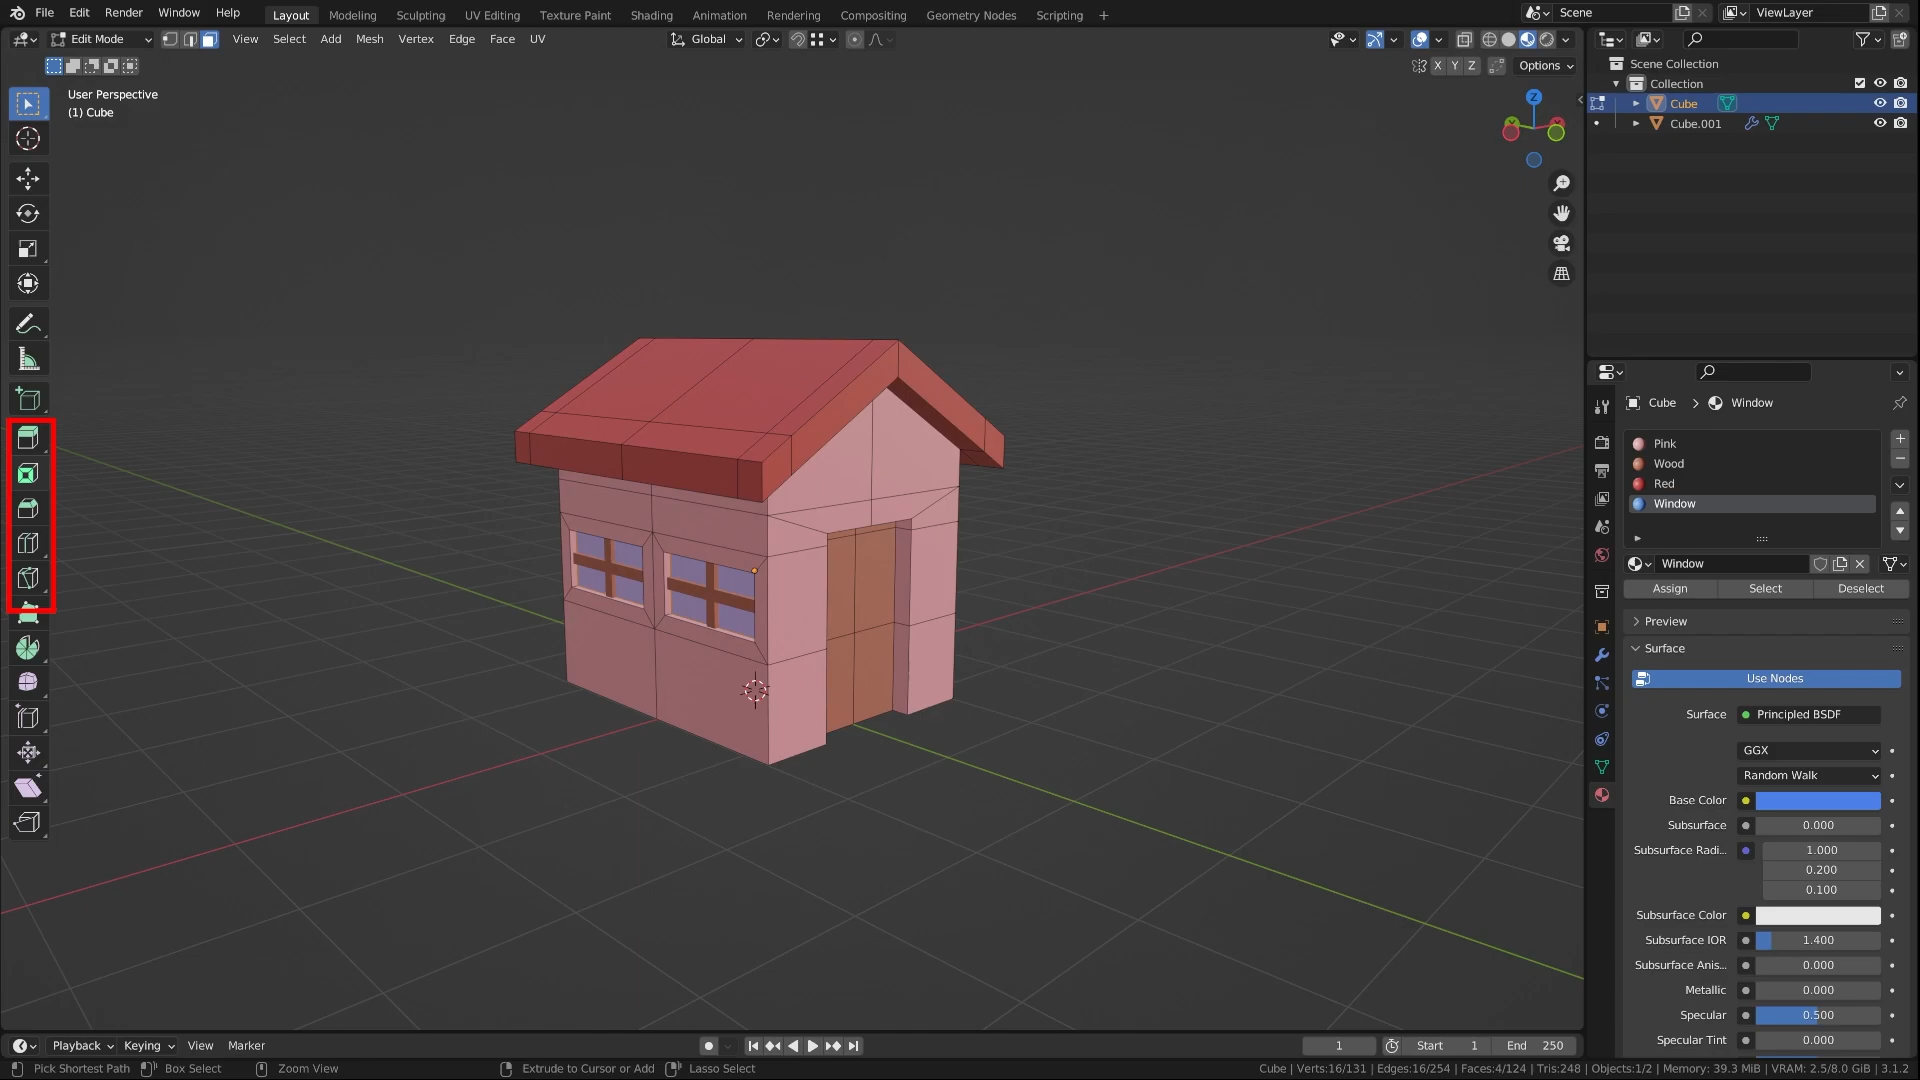 File Edit Render Window Help Layout Modeling Sculpting UV Editing Texture Paint Shading Animation Rendering Compositing Geometry Nodes Scripting + Scene ViewLayer
Edit Mode View Select Add Mesh Vertex Edge Face UV Global
X Y Z Options
User Perspective
(1) Cube
Z
Scene Collection
Collection
Cube
Cube.001
Cube > Window
Pink
Wood
Red
Window
Window
Assign Select Deselect
Preview
Surface
Use Nodes
Surface Principled BSDF
GGX
Random Walk
Base Color
Subsurface 0.000
Subsurface Radi... 1.000
0.200
0.100
Subsurface Color
Subsurface IOR 1.400
Subsurface Anis... 0.000
Metallic 0.000
Specular 0.500
Specular Tint 0.000
Playback Keying View Marker 1 Start 1 End 250
Pick Shortest Path Box Select Zoom View Extrude to Cursor or Add Lasso Select Cube | Verts:16/131 | Edges:16/254 | Faces:4/124 | Tris:248 | Objects:1/2 | Memory: 39.3 MiB | VRAM: 2.5/8.0 GiB | 3.1.2